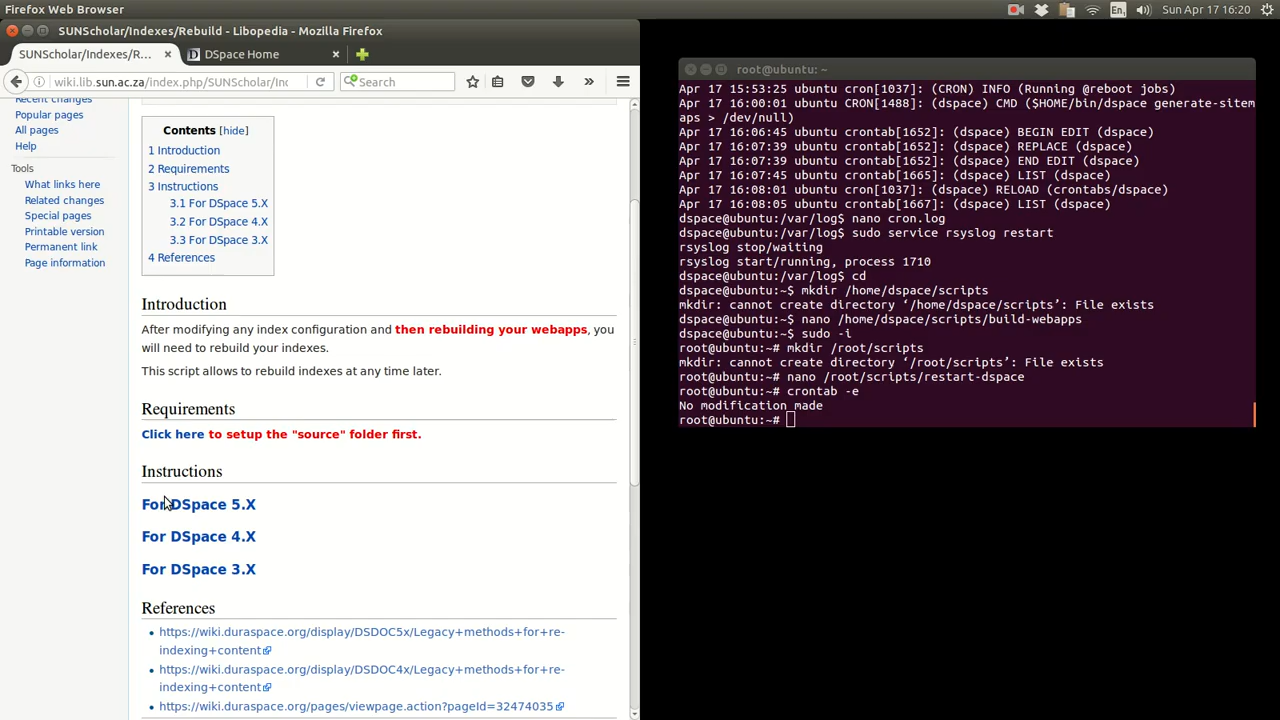 Firefox Web Browser
En1
Sun Apr 17 16:20
SUNScholar/Indexes/Rebuild - Libopedia - Mozilla Firefox
SUNScholar/Indexes/R...
DSpace Home
wiki.lib.sun.ac.za/index.php/SUNScholar/Inc
Search
Recent changes
Popular pages
All pages
Help
Tools
What links here
Related changes
Special pages
Printable version
Permanent link
Page information
Contents [hide]
1 Introduction
2 Requirements
3 Instructions
3.1 For DSpace 5.X
3.2 For DSpace 4.X
3.3 For DSpace 3.X
4 References
Introduction
After modifying any index configuration and then rebuilding your webapps, you
will need to rebuild your indexes.
This script allows to rebuild indexes at any time later.
Requirements
Click here to setup the "source" folder first.
Instructions
For DSpace 5.X
For DSpace 4.X
For DSpace 3.X
References
https://wiki.duraspace.org/display/DSDOC5x/Legacy+methods+for+re-
indexing+content
https://wiki.duraspace.org/display/DSDOC4x/Legacy+methods+for+re-
indexing+content
https://wiki.duraspace.org/pages/viewpage.action?pageId=32474035
root@ubuntu: ~
Apr 17 15:53:25 ubuntu cron[1037]: (CRON) INFO (Running @reboot jobs)
Apr 17 16:00:01 ubuntu CRON[1488]: (dspace) CMD ($HOME/bin/dspace generate-sitem
aps > /dev/null)
Apr 17 16:06:45 ubuntu crontab[1652]: (dspace) BEGIN EDIT (dspace)
Apr 17 16:07:39 ubuntu crontab[1652]: (dspace) REPLACE (dspace)
Apr 17 16:07:39 ubuntu crontab[1652]: (dspace) END EDIT (dspace)
Apr 17 16:07:45 ubuntu crontab[1665]: (dspace) LIST (dspace)
Apr 17 16:08:01 ubuntu cron[1037]: (dspace) RELOAD (crontabs/dspace)
Apr 17 16:08:05 ubuntu crontab[1667]: (dspace) LIST (dspace)
dspace@ubuntu:/var/log$ nano cron.log
dspace@ubuntu:/var/log$ sudo service rsyslog restart
rsyslog stop/waiting
rsyslog start/running, process 1710
dspace@ubuntu:/var/log$ cd
dspace@ubuntu:~$ mkdir /home/dspace/scripts
mkdir: cannot create directory ‘/home/dspace/scripts’: File exists
dspace@ubuntu:~$ nano /home/dspace/scripts/build-webapps
dspace@ubuntu:~$ sudo -i
root@ubuntu:~# mkdir /root/scripts
mkdir: cannot create directory ‘/root/scripts’: File exists
root@ubuntu:~# nano /root/scripts/restart-dspace
root@ubuntu:~# crontab -e
No modification made
root@ubuntu:~#